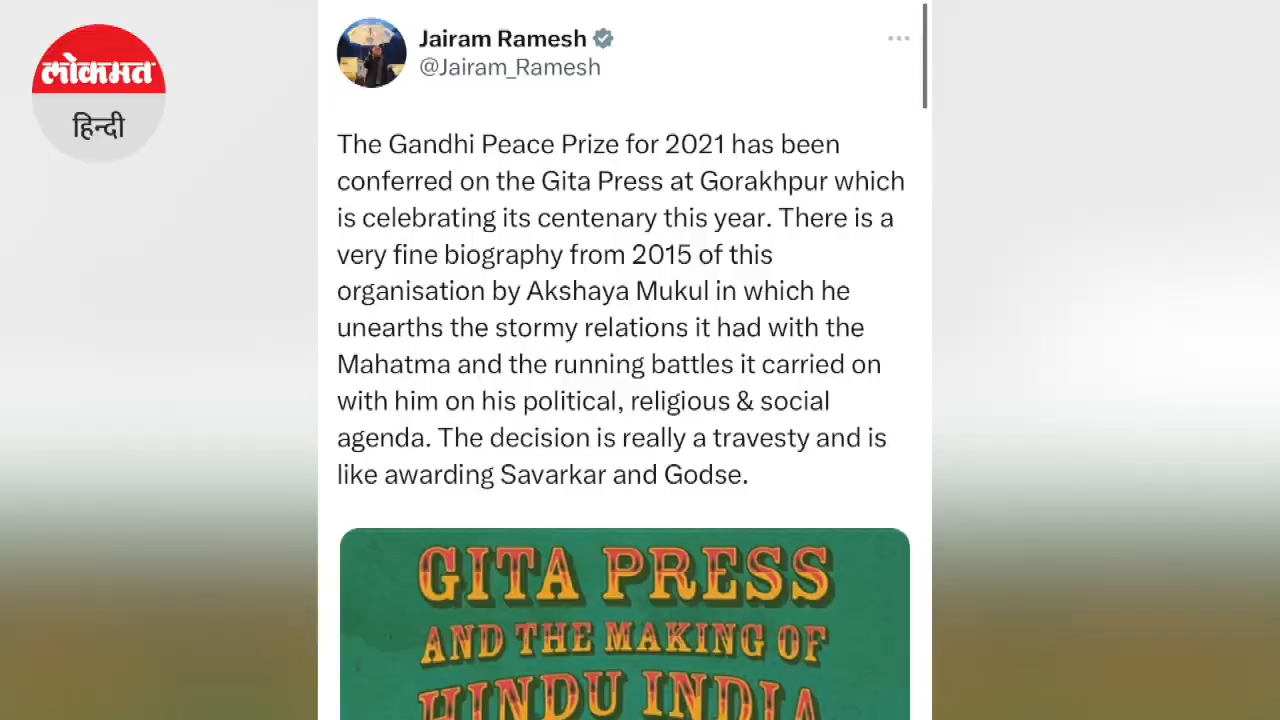 लोकमत
हिन्दी
Jairam Ramesh
@Jairam_Ramesh
The Gandhi Peace Prize for 2021 has been
conferred on the Gita Press at Gorakhpur which
is celebrating its centenary this year. There is a
very fine biography from 2015 of this
organisation by Akshaya Mukul in which he
unearths the stormy relations it had with the
Mahatma and the running battles it carried on
with him on his political, religious & social
agenda. The decision is really a travesty and is
like awarding Savarkar and Godse.
GITA PRESS
AND THE MAKING OF
HINDU INDIA